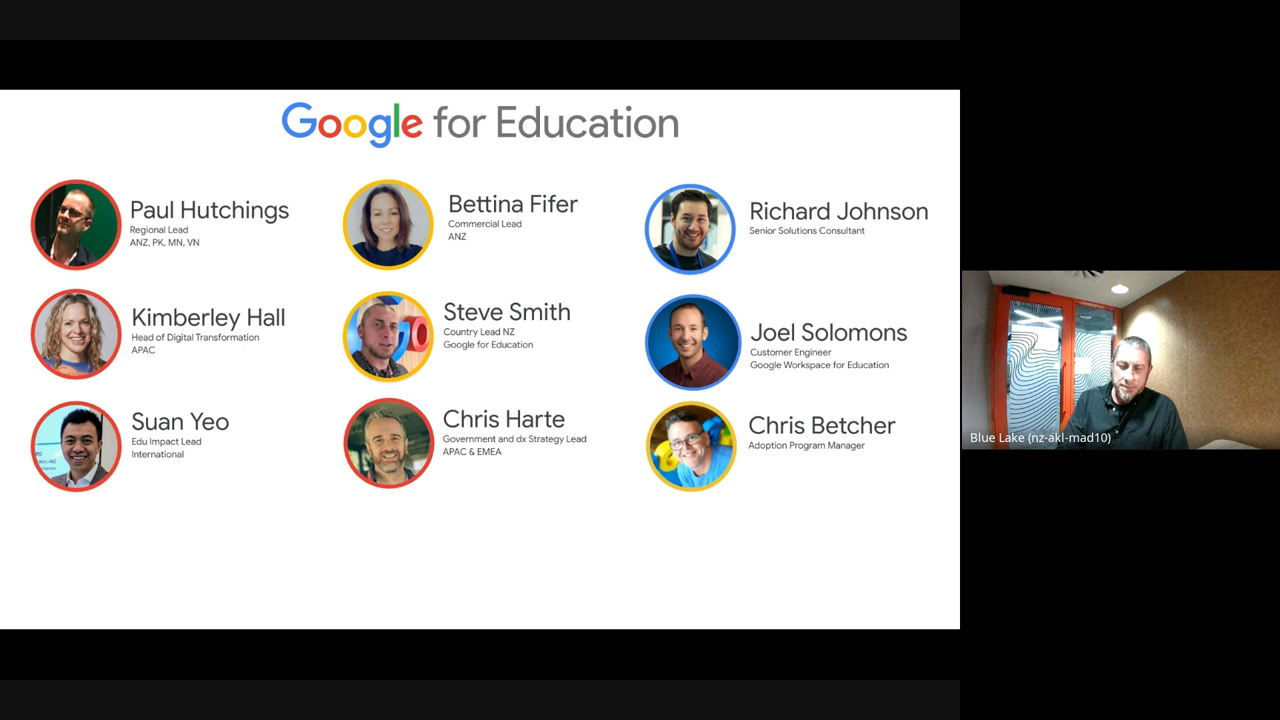 Google for Education
Paul Hutchings
Regional Lead
ANZ, PK, MN, VN
Bettina Fifer
Commercial Lead
ANZ
Richard Johnson
Senior Solutions Consultant
Kimberley Hall
Head of Digital Transformation
APAC
Steve Smith
Country Lead NZ
Google for Education
Joel Solomons
Customer Engineer
Google Workspace for Education
Suan Yeo
Edu Impact Lead
International
Chris Harte
Government and dx Strategy Lead
APAC & EMEA
Chris Betcher
Adoption Program Manager
Blue Lake (nz-akl-mad10)